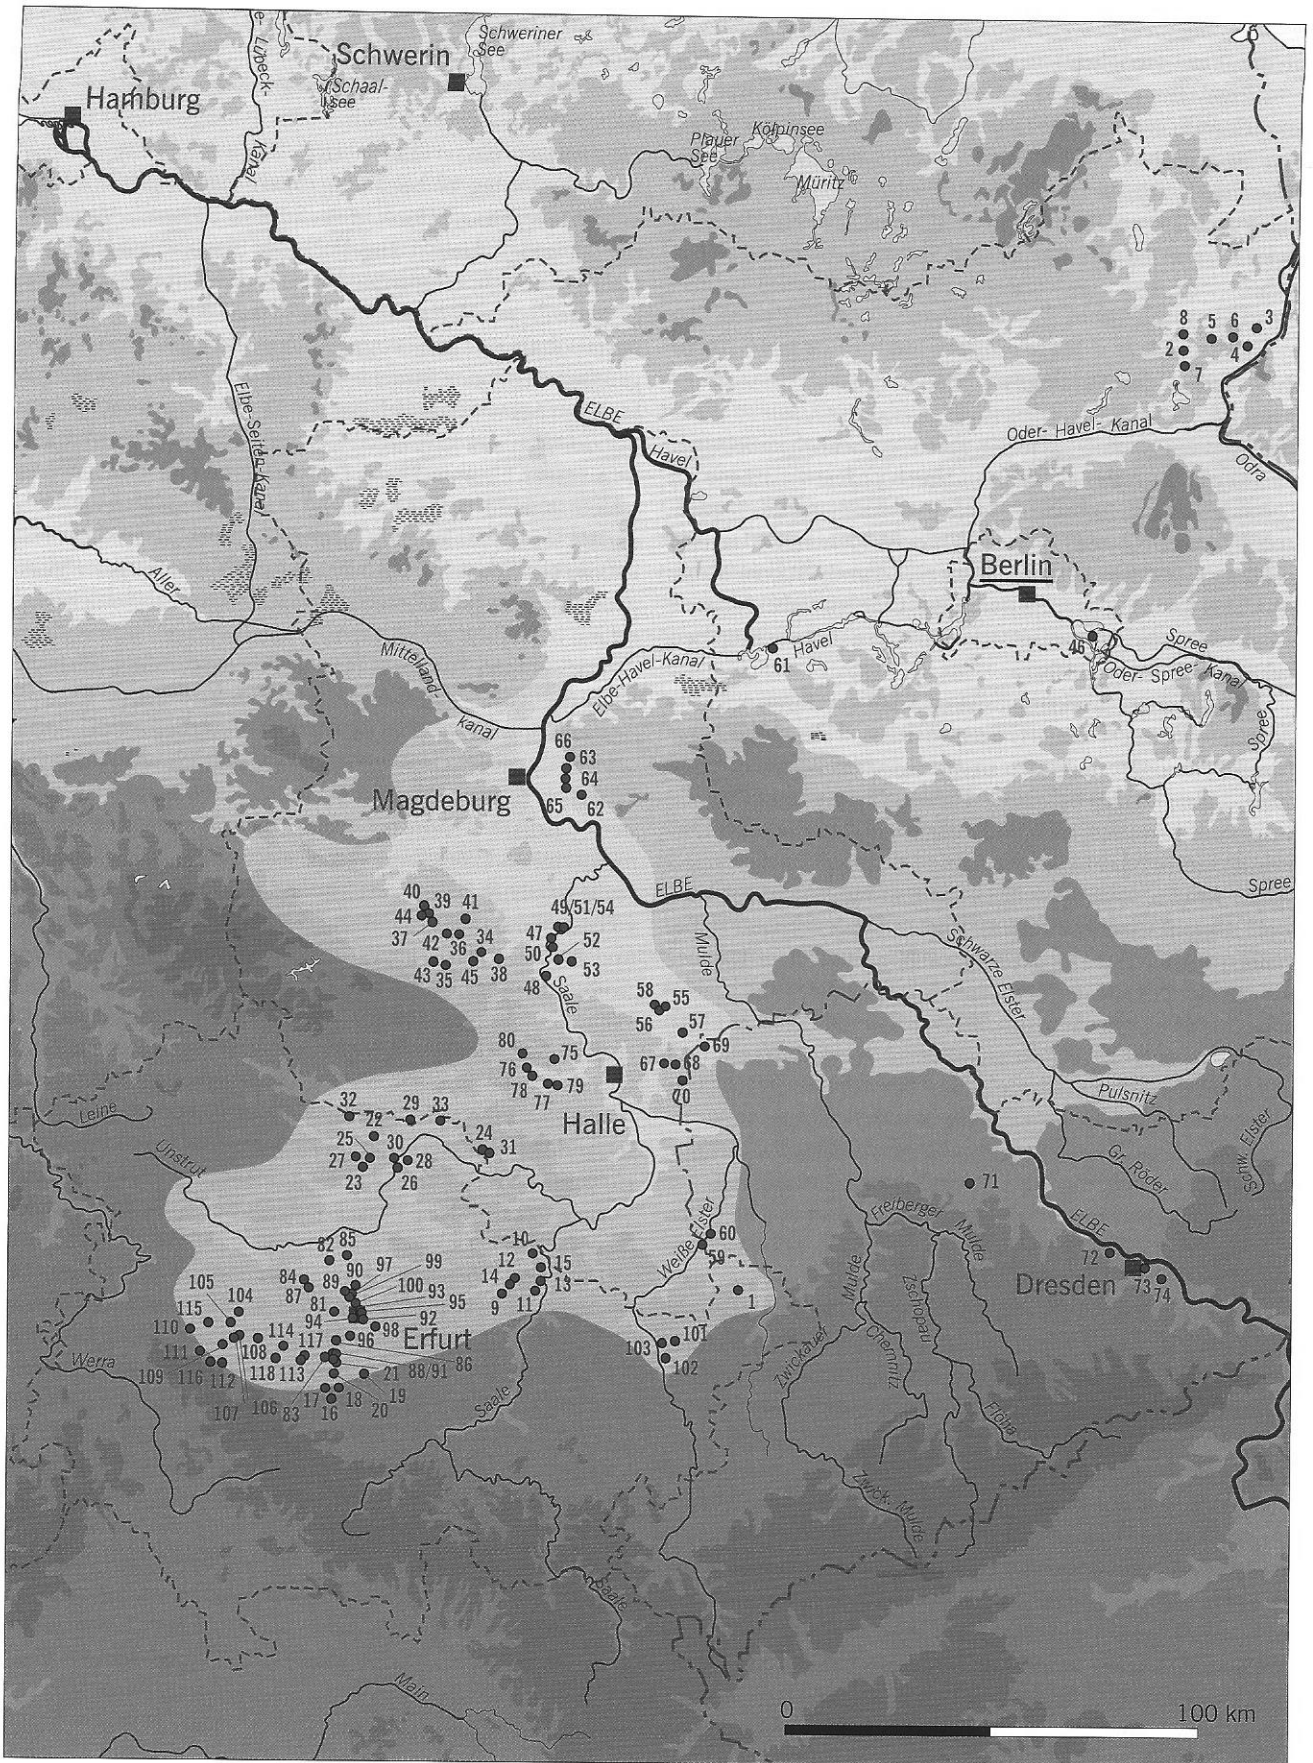 Schweriner
See
Schwerin
e- Lübeck-
Kanal
Schaal-
see
Hamburg
Plauer
See
Kölpinsee
Müritz
8
5
6
3
2
4
7
Elbe-Seiten-Kanal
ELBE
Havel
Oder- Havel- Kanal
Odra
Aller
Berlin
Mittelland-
kanal
Elbe-Havel-Kanal
61
Havel
46
Spree
Oder- Spree- Kanal
Spree
66
63
64
65
62
Magdeburg
ELBE
Spree
40
39
41
44
37
42
36
34
43
35
45
38
49/51/54
47
50
52
53
48
Saale
Mulde
Schwarze Elster
58
55
56
57
69
67
68
70
80
75
76
78
77
79
Halle
Pulsnitz
Leine
32
22
29
33
25
30
24
31
27
28
23
26
Unstrut
Gr. Röder
Schw. Elster
71
Freiberger
Mulde
ELBE
72
Dresden
73
74
60
59
Weiße Elster
1
10
12
15
14
13
9
11
82
85
84
90
97
99
87
89
100
93
81
95
94
92
98
96
Erfurt
105
104
115
110
114
117
86
111
108
88/91
109
116
112
118
113
21
19
107
106
83
17
16
18
20
Werra
Saale
103
101
102
Mulde
Zschopau
Zwickauer
Chemnitz
Flöha
Zwick. Mulde
Saale
Main
0
100 km